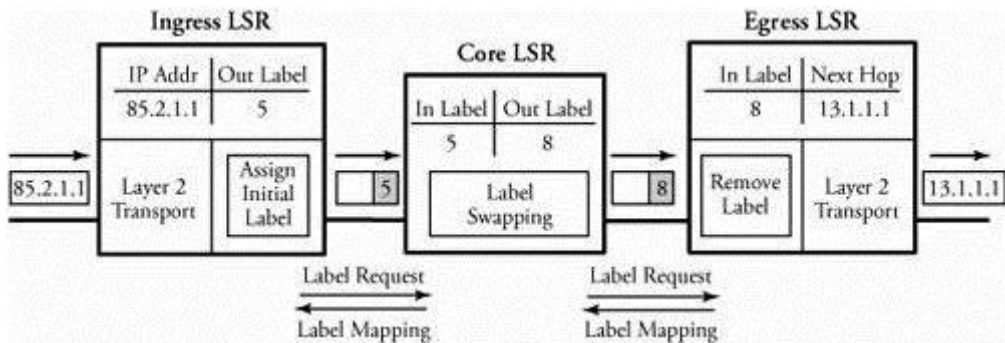 Ingress LSR
IP Addr Out Label
85.2.1.1 5
85.2.1.1
Layer 2
Transport
Assign
Initial
Label
5
Core LSR
In Label Out Label
5 8
Label
Swapping
8
Egress LSR
In Label Next Hop
8 13.1.1.1
Remove
Label
Layer 2
Transport
13.1.1.1
Label Request
Label Mapping
Label Request
Label Mapping